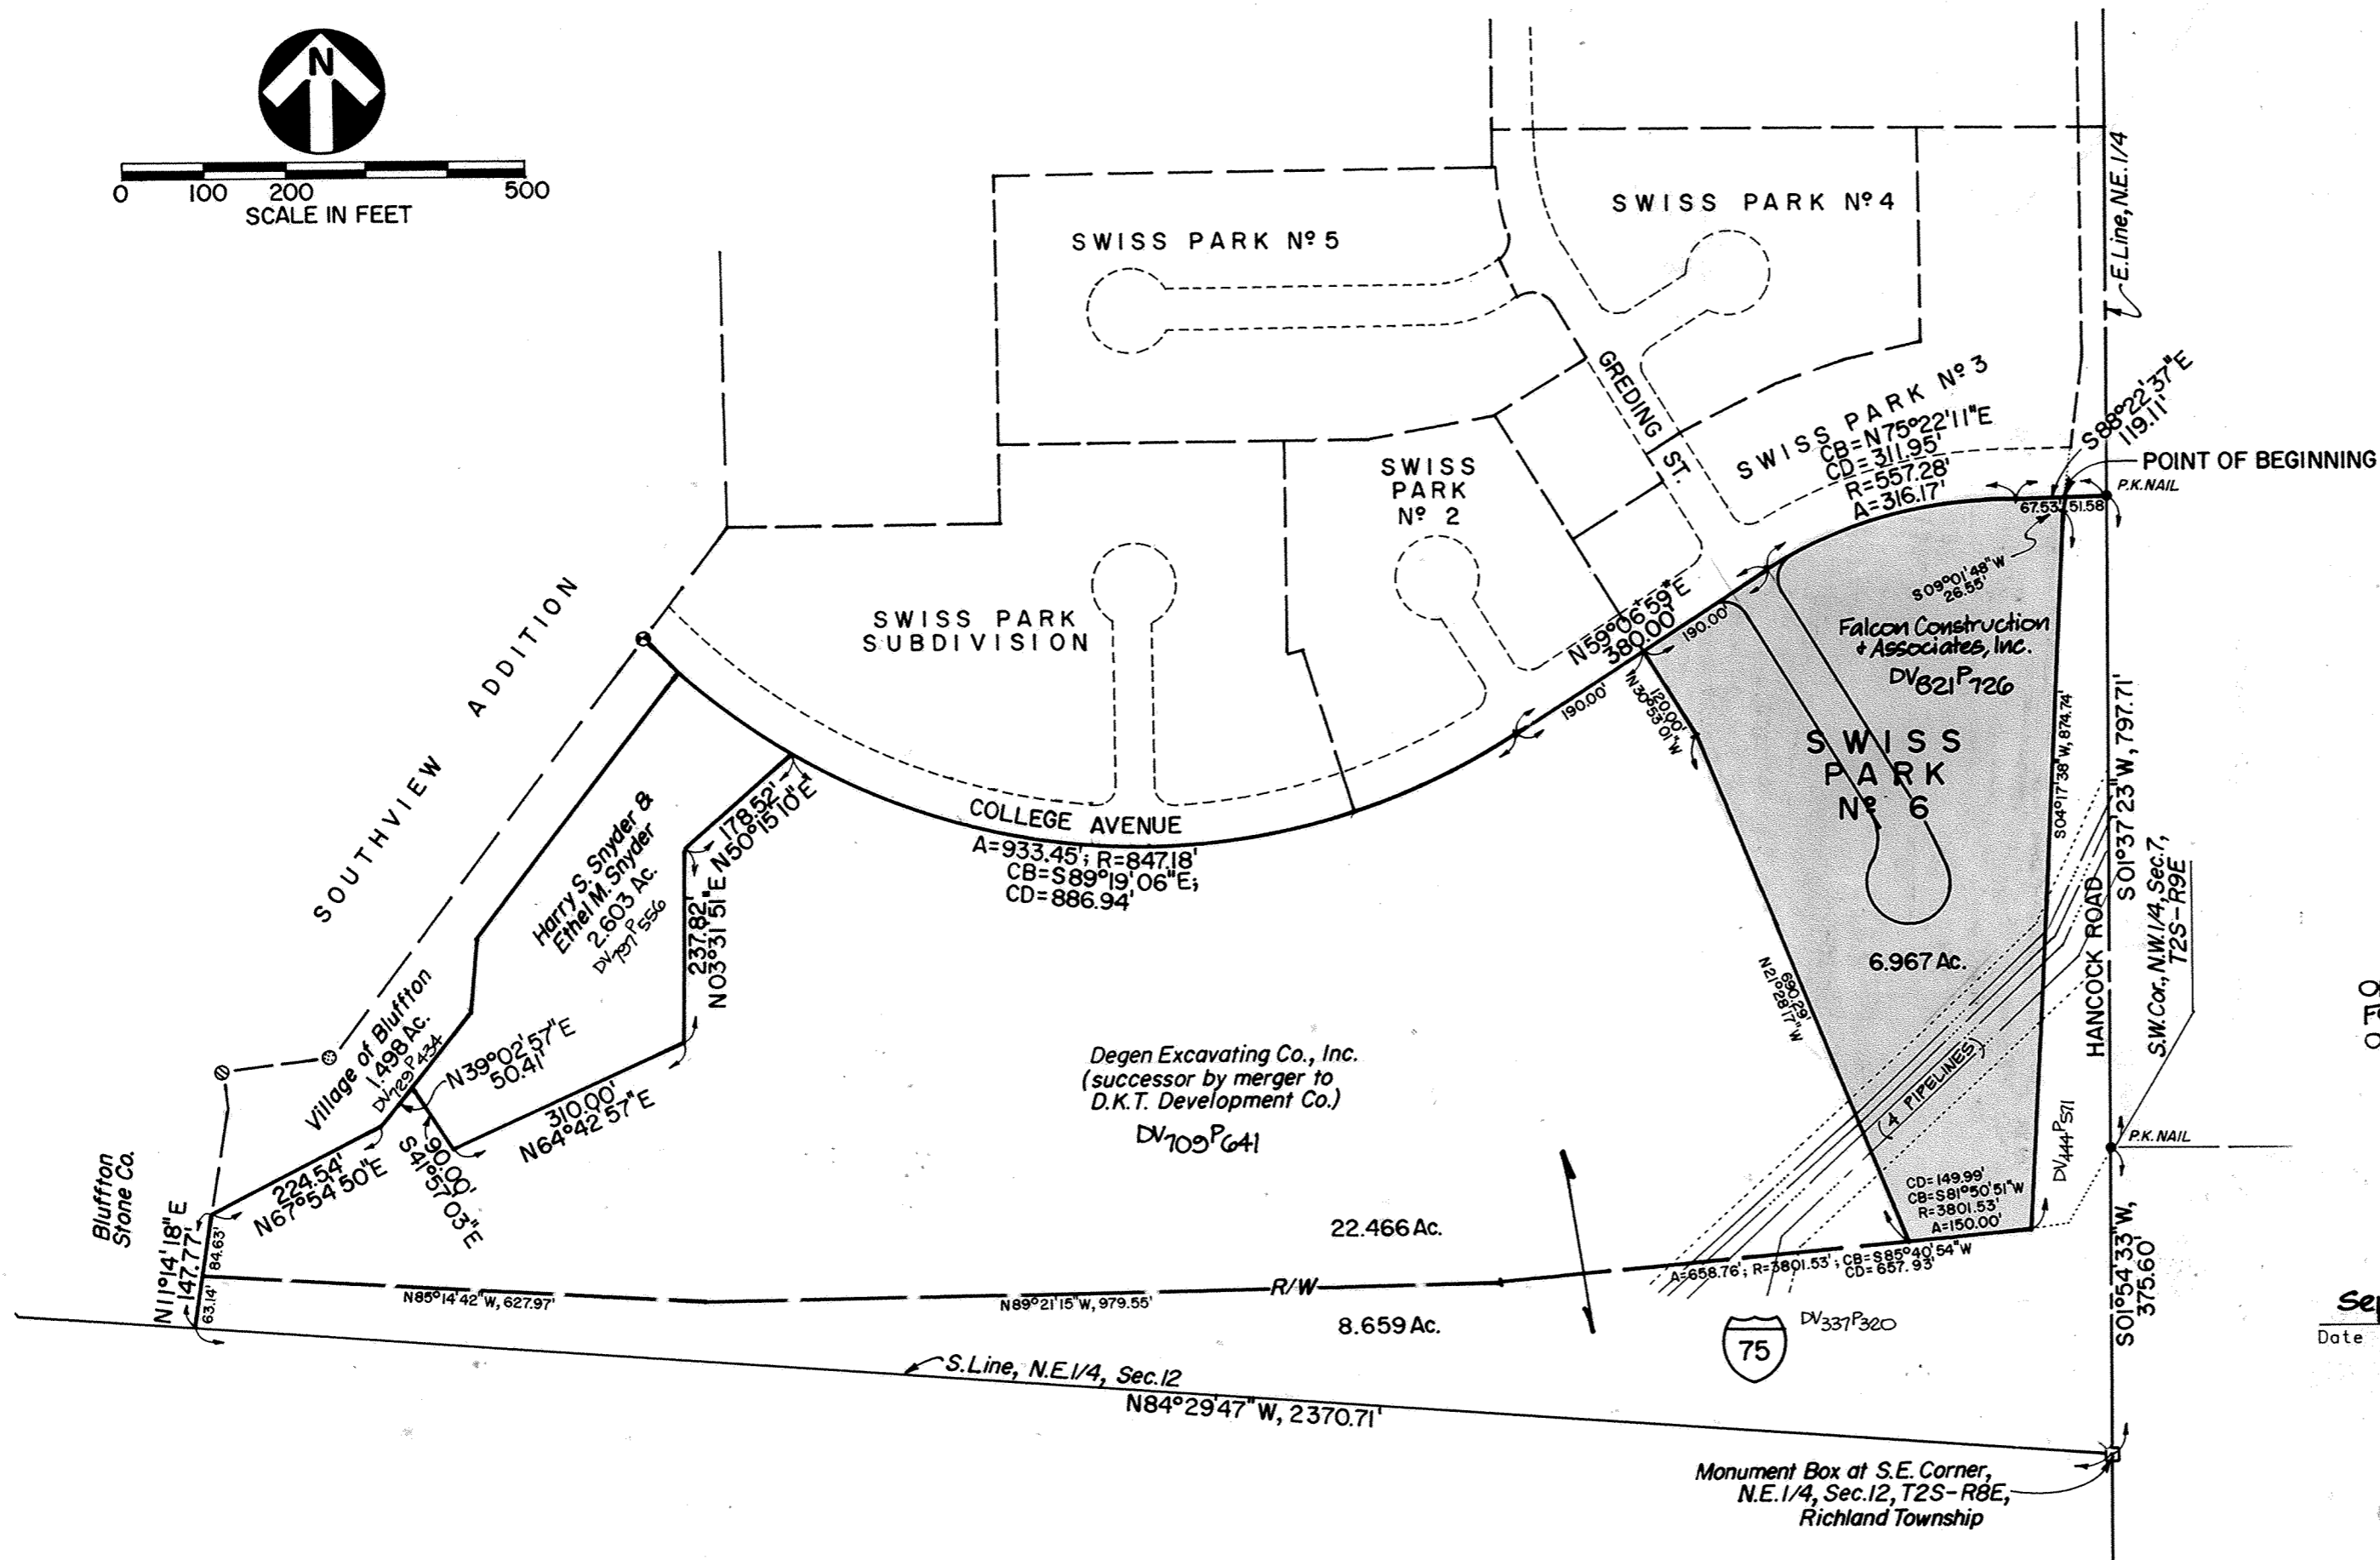 N
0 100 200 500
SCALE IN FEET
SWISS PARK Nº 5
SWISS PARK Nº 4
E.Line, N.E.1/4
GREDING ST.
SWISS PARK Nº 3
CB=N75°22'11"E
CD=311.95'
R=557.28'
A=316.17'
S88°22'37"E
119.11'
POINT OF BEGINNING
P.K. NAIL
67.53'
51.58'
SWISS
PARK
Nº 2
SWISS PARK
SUBDIVISION
SOUTHVIEW ADDITION
N59°06'59"E
380.00'
190.00'
190.00'
120.00'
N30°53'01"W
S09°01'48"W
26.55'
Falcon Construction
& Associates, Inc.
DV821P726
SWISS
PARK
Nº 6
6.967 Ac.
S04°17'38"W, 874.74'
S01°37'23"W, 797.71'
HANCOCK ROAD
S.W.Cor., N.W.1/4, Sec.7,
T2S-R9E
COLLEGE AVENUE
A=933.45'; R=847.18'
CB=S89°19'06"E;
CD=886.94'
178.52'
N50°15'10"E
237.82'
N03°31'51"E
Harry S. Snyder &
Ethel M. Snyder
2.603 Ac.
DV797P556
Village of Bluffton
1.498 Ac.
DV729P434
N39°02'57"E
50.41'
310.00'
N64°42'57"E
90.00'
S41°57'03"E
224.54'
N67°54'50"E
Bluffton
Stone Co.
N11°14'18"E
147.77'
84.63'
63.14'
Degen Excavating Co., Inc.
(successor by merger to
D.K.T. Development Co.)
DV709P641
690.29'
N21°28'17"W
(4 PIPELINES)
DV444P571
P.K. NAIL
CD=149.99'
CB=S81°50'51"W
R=3801.53'
A=150.00'
22.466 Ac.
N85°14'42"W, 627.97'
N89°21'15"W, 979.55'
R/W
A=658.76'; R=3801.53'; CB=S85°40'54"W
CD=657.93'
8.659 Ac.
75
DV337P320
S01°54'33"W,
375.60'
Date
S.Line, N.E.1/4, Sec.12
N84°29'47"W, 2370.71'
Monument Box at S.E. Corner,
N.E.1/4, Sec.12, T2S-R8E,
Richland Township